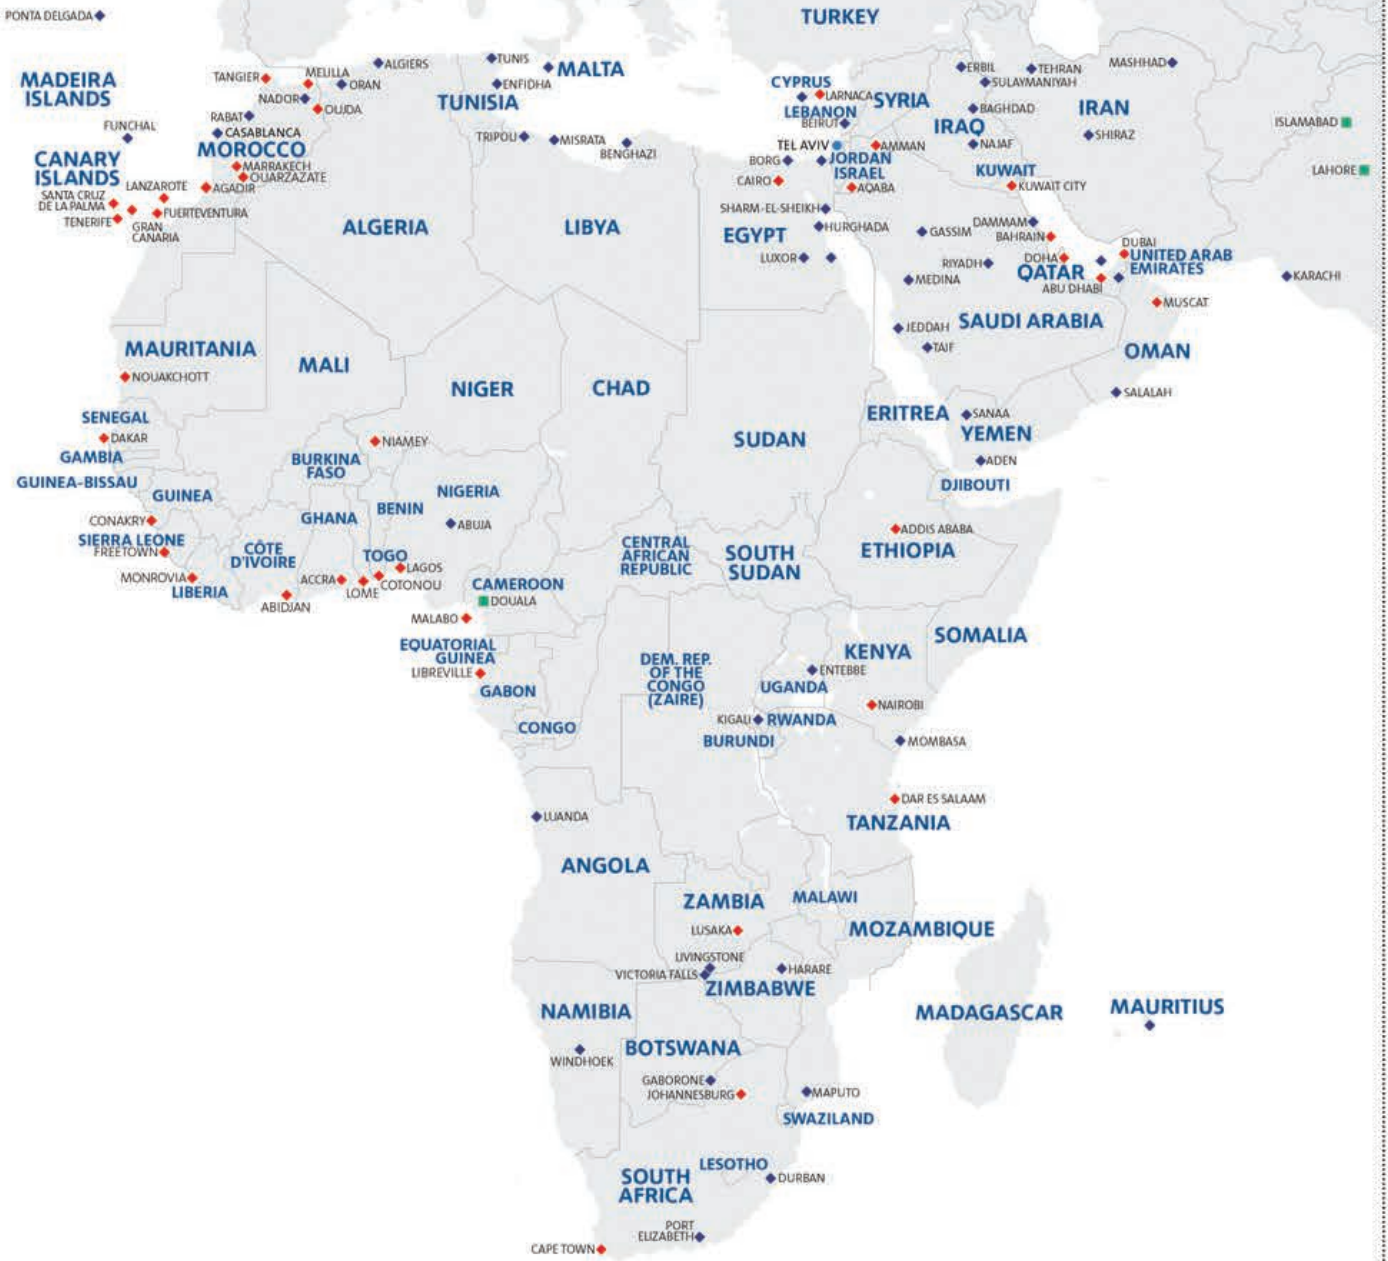 PONTA DELGADA
TURKEY
ALGIERS
TUNIS
MALTA
TANGIER
MELILLA
ORAN
ENFIDHA
NADOR
OUJDA
TUNISIA
MADEIRA
ISLANDS
RABAT
FUNCHAL
CASABLANCA
MOROCCO
TRIPOLI
MISRATA
BENGHAZI
CANARY
ISLANDS
MARRAKECH
OUARZAZATE
LANZAROTE
AGADIR
SANTA CRUZ
DE LA PALMA
TENERIFE
FUERTEVENTURA
GRAN
CANARIA
CYPRUS
LARNACA
LEBANON
BEIRUT
SYRIA
ERBIL
SULAYMANIYAH
TEHRAN
MASHHAD
BAGHDAD
IRAN
IRAQ
SHIRAZ
NAJAF
ISLAMABAD
LAHORE
TEL AVIV
AMMAN
BORG
JORDAN
ISRAEL
CAIRO
AQABA
KUWAIT
KUWAIT CITY
SHARM-EL-SHEIKH
HURGHADA
EGYPT
LUXOR
GASSIM
DAMMAM
BAHRAIN
DUBAI
RIYADH
DOHA
UNITED ARAB
EMIRATES
QATAR
MEDINA
ABU DHABI
KARACHI
MUSCAT
ALGERIA
LIBYA
JEDDAH
SAUDI ARABIA
TAIF
OMAN
SALALAH
MAURITANIA
NOUAKCHOTT
MALI
NIGER
CHAD
SUDAN
ERITREA
SANAA
YEMEN
ADEN
DJIBOUTI
SENEGAL
DAKAR
GAMBIA
GUINEA-BISSAU
GUINEA
NIAMEY
BURKINA
FASO
NIGERIA
BENIN
GHANA
ABUJA
CONAKRY
SIERRA LEONE
FREETOWN
CÔTE
D'IVOIRE
TOGO
LAGOS
MONROVIA
LIBERIA
ABIDJAN
ACCRA
LOME
COTONOU
CAMEROON
DOUALA
MALABO
CENTRAL
AFRICAN
REPUBLIC
SOUTH
SUDAN
ADDIS ABABA
ETHIOPIA
SOMALIA
EQUATORIAL
GUINEA
LIBREVILLE
GABON
CONGO
DEM. REP.
OF THE
CONGO
(ZAIRE)
KENYA
ENTEBBE
UGANDA
NAIROBI
KIGALI
RWANDA
BURUNDI
MOMBASA
DAR ES SALAAM
TANZANIA
LUANDA
ANGOLA
ZAMBIA
MALAWI
LUSAKA
MOZAMBIQUE
LIVINGSTONE
VICTORIA FALLS
HARARE
ZIMBABWE
NAMIBIA
MADAGASCAR
MAURITIUS
WINDHOEK
BOTSWANA
GABORONE
JOHANNESBURG
MAPUTO
SWAZILAND
LESOTHO
SOUTH
AFRICA
DURBAN
PORT
ELIZABETH
CAPE TOWN